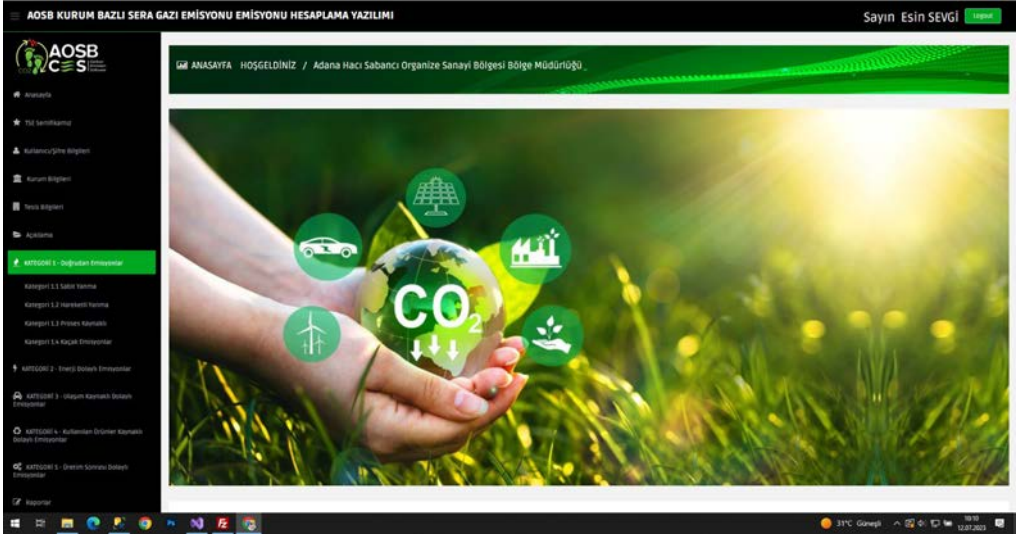 AOSB KURUM BAZLI SERA GAZI EMİSYONU EMİSYONU HESAPLAMA YAZILIMI
Sayın Esin SEVGİ
Logout
AOSB
CO2 CES
ANASAYFA HOŞGELDİNİZ / Adana Hacı Sabancı Organize Sanayi Bölgesi Bölge Müdürlüğü_
Anasayfa
TSE Sertifikamız
Kullanıcı/Şifre Bilgileri
Kurum Bilgileri
Tesis Bilgileri
Açıklama
KATEGORİ 1 - Doğrudan Emisyonlar
Kategori 1.1 Sabit Yanma
Kategori 1.2 Hareketli Yanma
Kategori 1.3 Proses Kaynaklı
Kategori 1.4 Kaçak Emisyonlar
KATEGORİ 2 - Enerji Dolaylı Emisyonlar
KATEGORİ 3 - Ulaşım Kaynaklı Dolaylı
Emisyonlar
KATEGORİ 4 - Kullanılan Ürünler Kaynaklı
Dolaylı Emisyonlar
KATEGORİ 5 - Üretim Sonrası Dolaylı
Emisyonlar
Raporlar
CO2
31°C Güneşli
10:10
12.07.2023